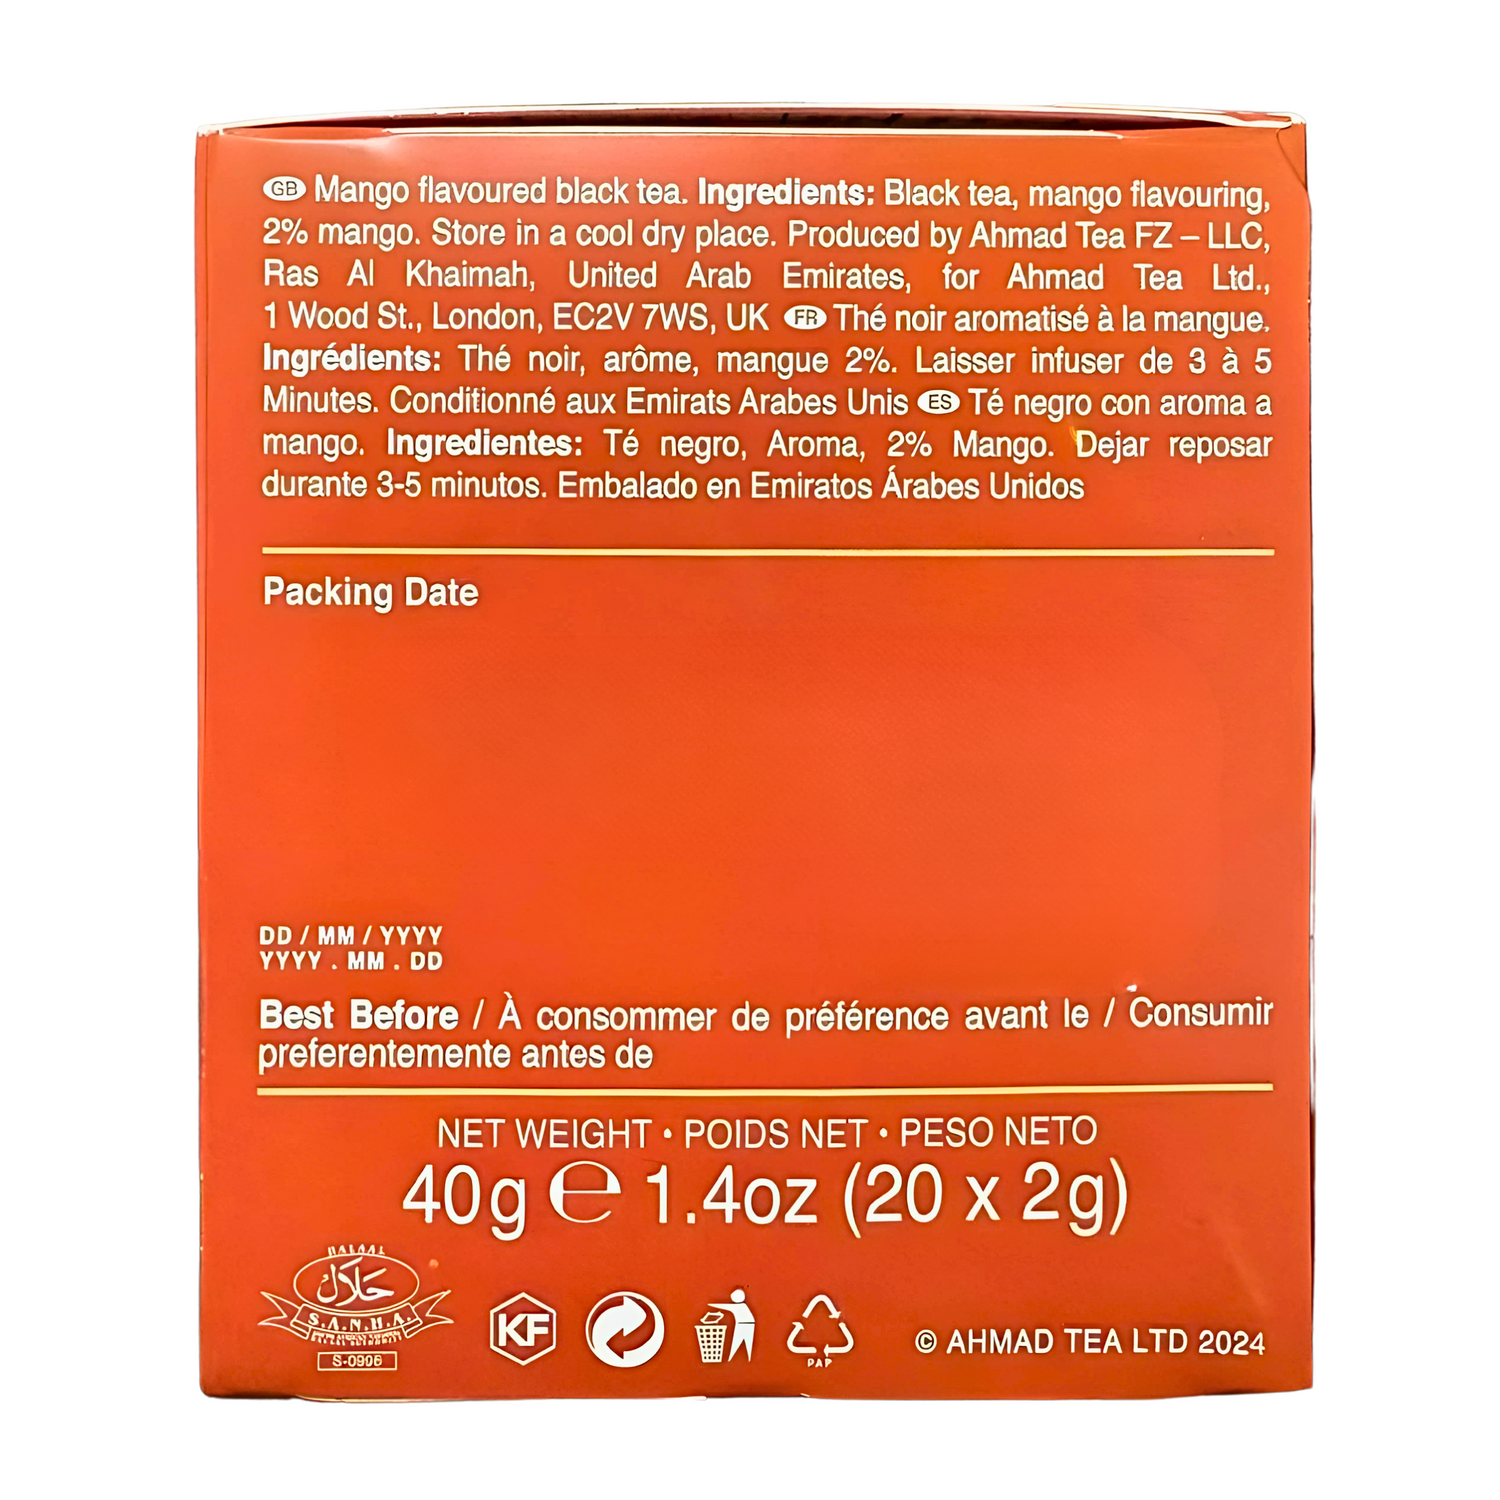 GB Mango flavoured black tea. Ingredients: Black tea, mango flavouring,
2% mango. Store in a cool dry place. Produced by Ahmad Tea FZ – LLC,
Ras Al Khaimah, United Arab Emirates, for Ahmad Tea Ltd.,
1 Wood St., London, EC2V 7WS, UK FR Thé noir aromatisé à la mangue.
Ingrédients: Thé noir, arôme, mangue 2%. Laisser infuser de 3 à 5
Minutes. Conditionné aux Emirats Arabes Unis ES Té negro con aroma a
mango. Ingredientes: Té negro, Aroma, 2% Mango. Dejar reposar
durante 3-5 minutos. Embalado en Emiratos Árabes Unidos
Packing Date
DD / MM / YYYY
YYYY . MM . DD
Best Before / À consommer de préférence avant le / Consumir
preferentemente antes de
NET WEIGHT • POIDS NET • PESO NETO
40g ℮ 1.4oz (20 x 2g)
HALAAL
حلال
S.A.N.H.A.
KF
PAP
© AHMAD TEA LTD 2024